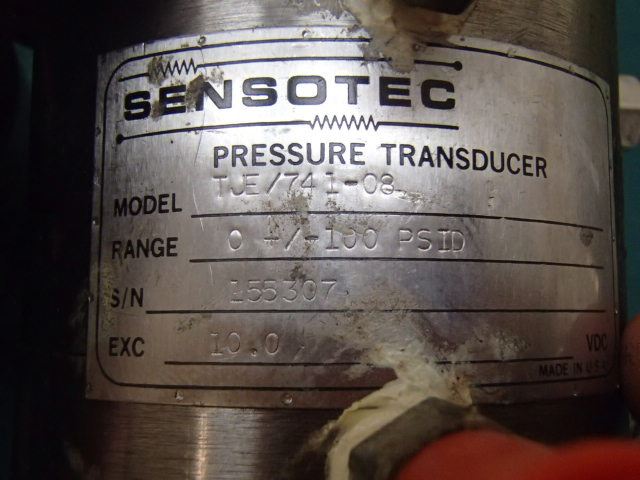 SENSOTEC
PRESSURE TRANSDUCER
MODEL TJE/741-08
RANGE 0 +/-100 PSID
S/N 155307
EXC 10.0 VDC
MADE IN U.S.A.